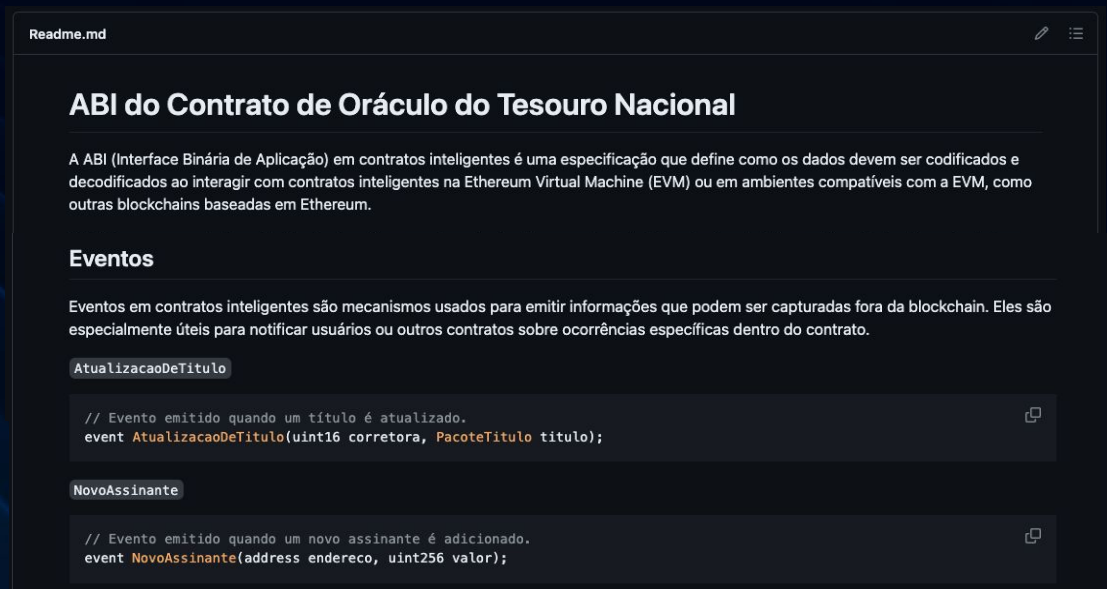 Readme.md
ABI do Contrato de Oráculo do Tesouro Nacional
A ABI (Interface Binária de Aplicação) em contratos inteligentes é uma especificação que define como os dados devem ser codificados e
decodificados ao interagir com contratos inteligentes na Ethereum Virtual Machine (EVM) ou em ambientes compatíveis com a EVM, como
outras blockchains baseadas em Ethereum.
Eventos
Eventos em contratos inteligentes são mecanismos usados para emitir informações que podem ser capturadas fora da blockchain. Eles são
especialmente úteis para notificar usuários ou outros contratos sobre ocorrências específicas dentro do contrato.
AtualizacaoDeTitulo
// Evento emitido quando um título é atualizado.
event AtualizacaoDeTitulo(uint16 corretora, PacoteTitulo titulo);
NovoAssinante
// Evento emitido quando um novo assinante é adicionado.
event NovoAssinante(address endereco, uint256 valor);